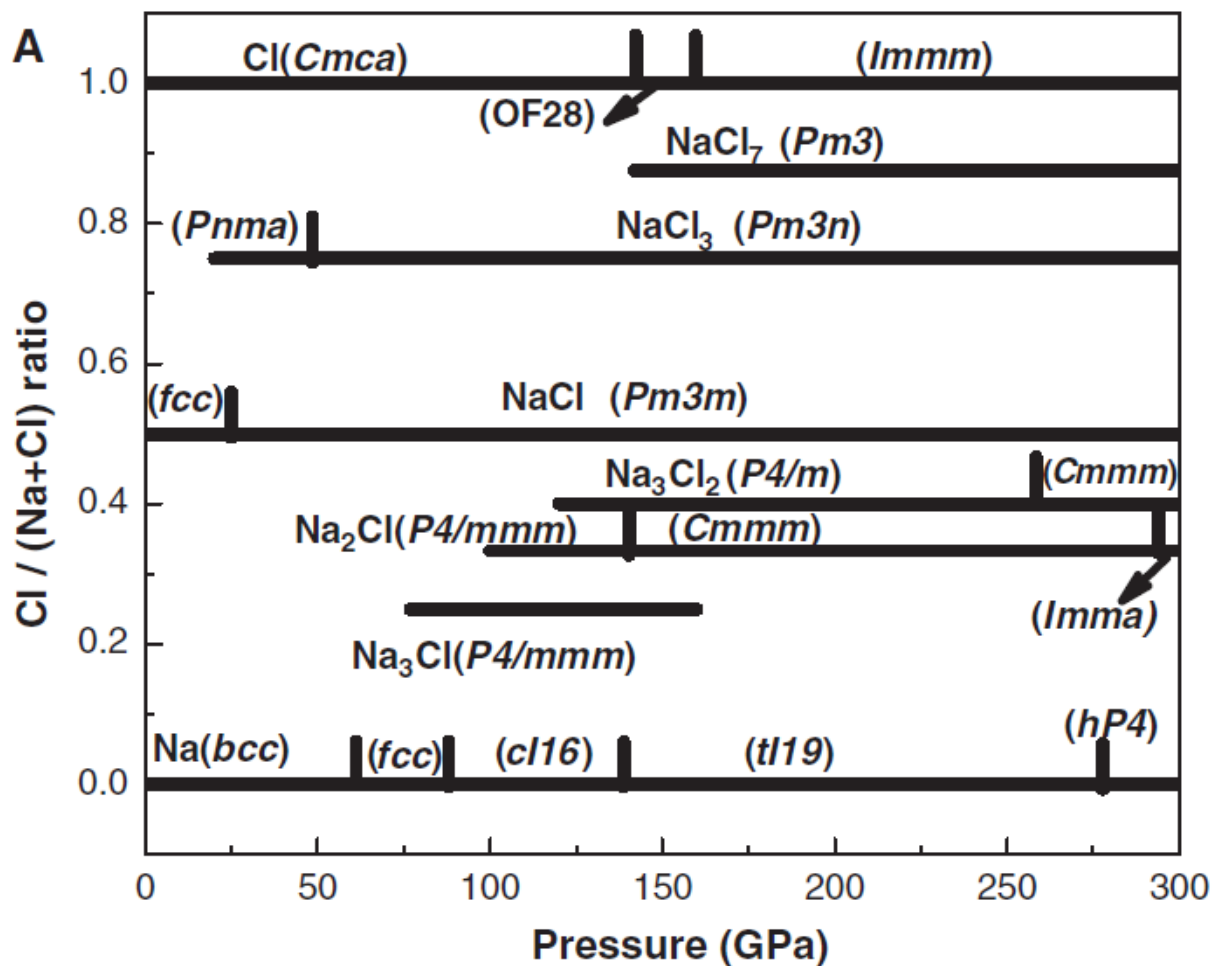 A
Cl(Cmca)
(Immm)
1.0
(OF28)
NaCl₇ (Pm3)
0.8
(Pnma)
NaCl₃ (Pm3n)
0.6
(fcc)
NaCl (Pm3m)
Na₃Cl₂(P4/m)
(Cmmm)
0.4
Na₂Cl(P4/mmm)
(Cmmm)
(Imma)
0.2
Na₃Cl(P4/mmm)
(hP4)
Na(bcc)
(fcc)
(cI16)
(tI19)
0.0
0 50 100 150 200 250 300
Pressure (GPa)
Cl / (Na+Cl) ratio